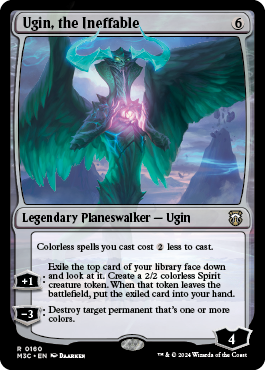 Ugin, the Ineffable 6
Legendary Planeswalker — Ugin
Colorless spells you cast cost 2 less to cast.
+1: Exile the top card of your library face down
and look at it. Create a 2/2 colorless Spirit
creature token. When that token leaves the
battlefield, put the exiled card into your hand.
−3: Destroy target permanent that's one or more
colors.
4
R 0160
M3C • EN Daarken
™ & © 2024 Wizards of the Coast